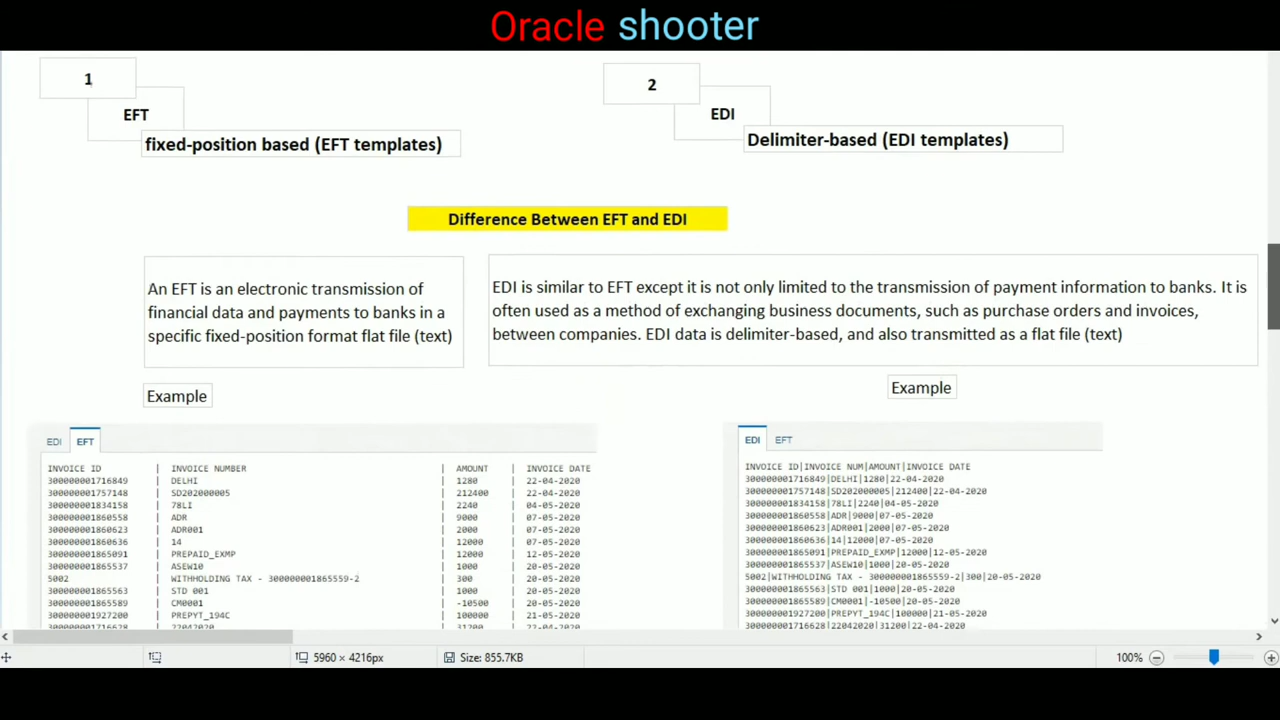 Oracle shooter
1
EFT
fixed-position based (EFT templates)
2
EDI
Delimiter-based (EDI templates)
Difference Between EFT and EDI
An EFT is an electronic transmission of
financial data and payments to banks in a
specific fixed-position format flat file (text)
EDI is similar to EFT except it is not only limited to the transmission of payment information to banks. It is
often used as a method of exchanging business documents, such as purchase orders and invoices,
between companies. EDI data is delimiter-based, and also transmitted as a flat file (text)
Example
Example
EDI EFT
INVOICE ID | INVOICE NUMBER | AMOUNT | INVOICE DATE
300000001716849 | DELHI | 1280 | 22-04-2020
300000001757148 | SD202000005 | 212400 | 22-04-2020
300000001834158 | 78LI | 2240 | 04-05-2020
300000001860558 | ADR | 9000 | 07-05-2020
300000001860623 | ADR001 | 2000 | 07-05-2020
300000001860636 | 14 | 12000 | 07-05-2020
300000001865091 | PREPAID_EXMP | 12000 | 12-05-2020
300000001865537 | ASEW10 | 1000 | 20-05-2020
5002 | WITHHOLDING TAX - 300000001865559-2 | 300 | 20-05-2020
300000001865563 | STD 001 | 1000 | 20-05-2020
300000001865589 | CM0001 | -10500 | 20-05-2020
300000001927200 | PREPYT_194C | 100000 | 21-05-2020
300000001716628 | 22042020 | 31200 | 22-04-2020
EDI EFT
INVOICE ID|INVOICE NUM|AMOUNT|INVOICE DATE
300000001716849|DELHI|1280|22-04-2020
300000001757148|SD202000005|212400|22-04-2020
300000001834158|78LI|2240|04-05-2020
300000001860558|ADR|9000|07-05-2020
300000001860623|ADR001|2000|07-05-2020
300000001860636|14|12000|07-05-2020
300000001865091|PREPAID_EXMP|12000|12-05-2020
300000001865537|ASEW10|1000|20-05-2020
5002|WITHHOLDING TAX - 300000001865559-2|300|20-05-2020
300000001865563|STD 001|1000|20-05-2020
300000001865589|CM0001|-10500|20-05-2020
300000001927200|PREPYT_194C|100000|21-05-2020
300000001716628|22042020|31200|22-04-2020
5960 × 4216px
Size: 855.7KB
100%